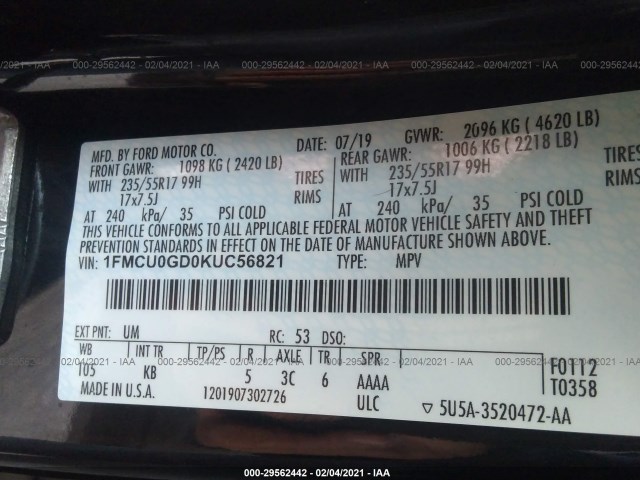 000-29562442 - 02/04/2021 - IAA
000-29562442 - 02/04/2021 - IAA
000-29562442 - 02/04/2021 - IAA
MFD. BY FORD MOTOR CO. DATE: 07/19 GVWR: 2096 KG ( 4620 LB)
FRONT GAWR: 1098 KG ( 2420 LB) REAR GAWR: 1006 KG ( 2218 LB)
WITH 235/55R17 99H TIRES WITH 235/55R17 99H TIRES
17x7.5J RIMS 17x7.5J RIMS
AT 240 kPa/ 35 PSI COLD AT 240 kPa/ 35 PSI COLD
THIS VEHICLE CONFORMS TO ALL APPLICABLE FEDERAL MOTOR VEHICLE SAFETY AND THEFT
PREVENTION STANDARDS IN EFFECT ON THE DATE OF MANUFACTURE SHOWN ABOVE.
VIN: 1FMCU0GD0KUC56821 TYPE: MPV
EXT PNT: UM RC: 53 DSO:
WB INT TR TP/PS R AXLE TR SPR F0112
105 KB 5 3C 6 AAAA T0358
MADE IN U.S.A. 1201907302726 ULC ▽ 5U5A-3520472-AA
000-29562442 - 02/04/2021 - IAA
000-29562442 - 02/04/2021 - IAA
000-29562442 - 02/04/2021 - IAA
000-29562442 - 02/04/2021 - IAA